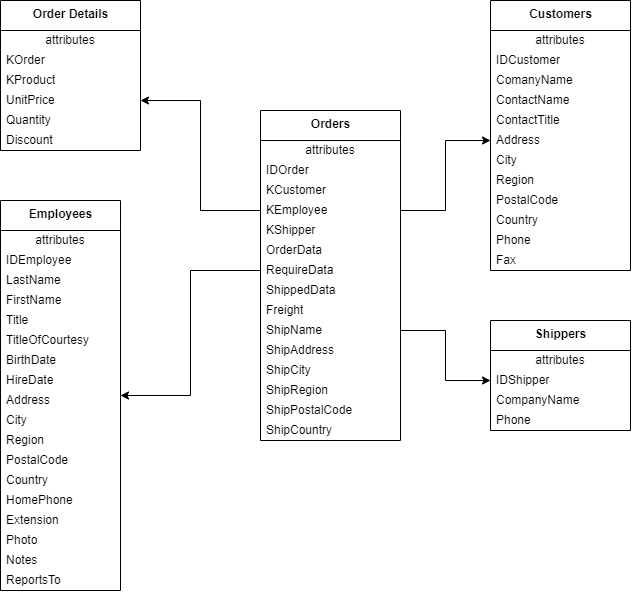 Order Details
attributes
KOrder
KProduct
UnitPrice
Quantity
Discount
Customers
attributes
IDCustomer
ComanyName
ContactName
ContactTitle
Address
City
Region
PostalCode
Country
Phone
Fax
Orders
attributes
IDOrder
KCustomer
KEmployee
KShipper
OrderData
RequireData
ShippedData
Freight
ShipName
ShipAddress
ShipCity
ShipRegion
ShipPostalCode
ShipCountry
Employees
attributes
IDEmployee
LastName
FirstName
Title
TitleOfCourtesy
BirthDate
HireDate
Address
City
Region
PostalCode
Country
HomePhone
Extension
Photo
Notes
ReportsTo
Shippers
attributes
IDShipper
CompanyName
Phone